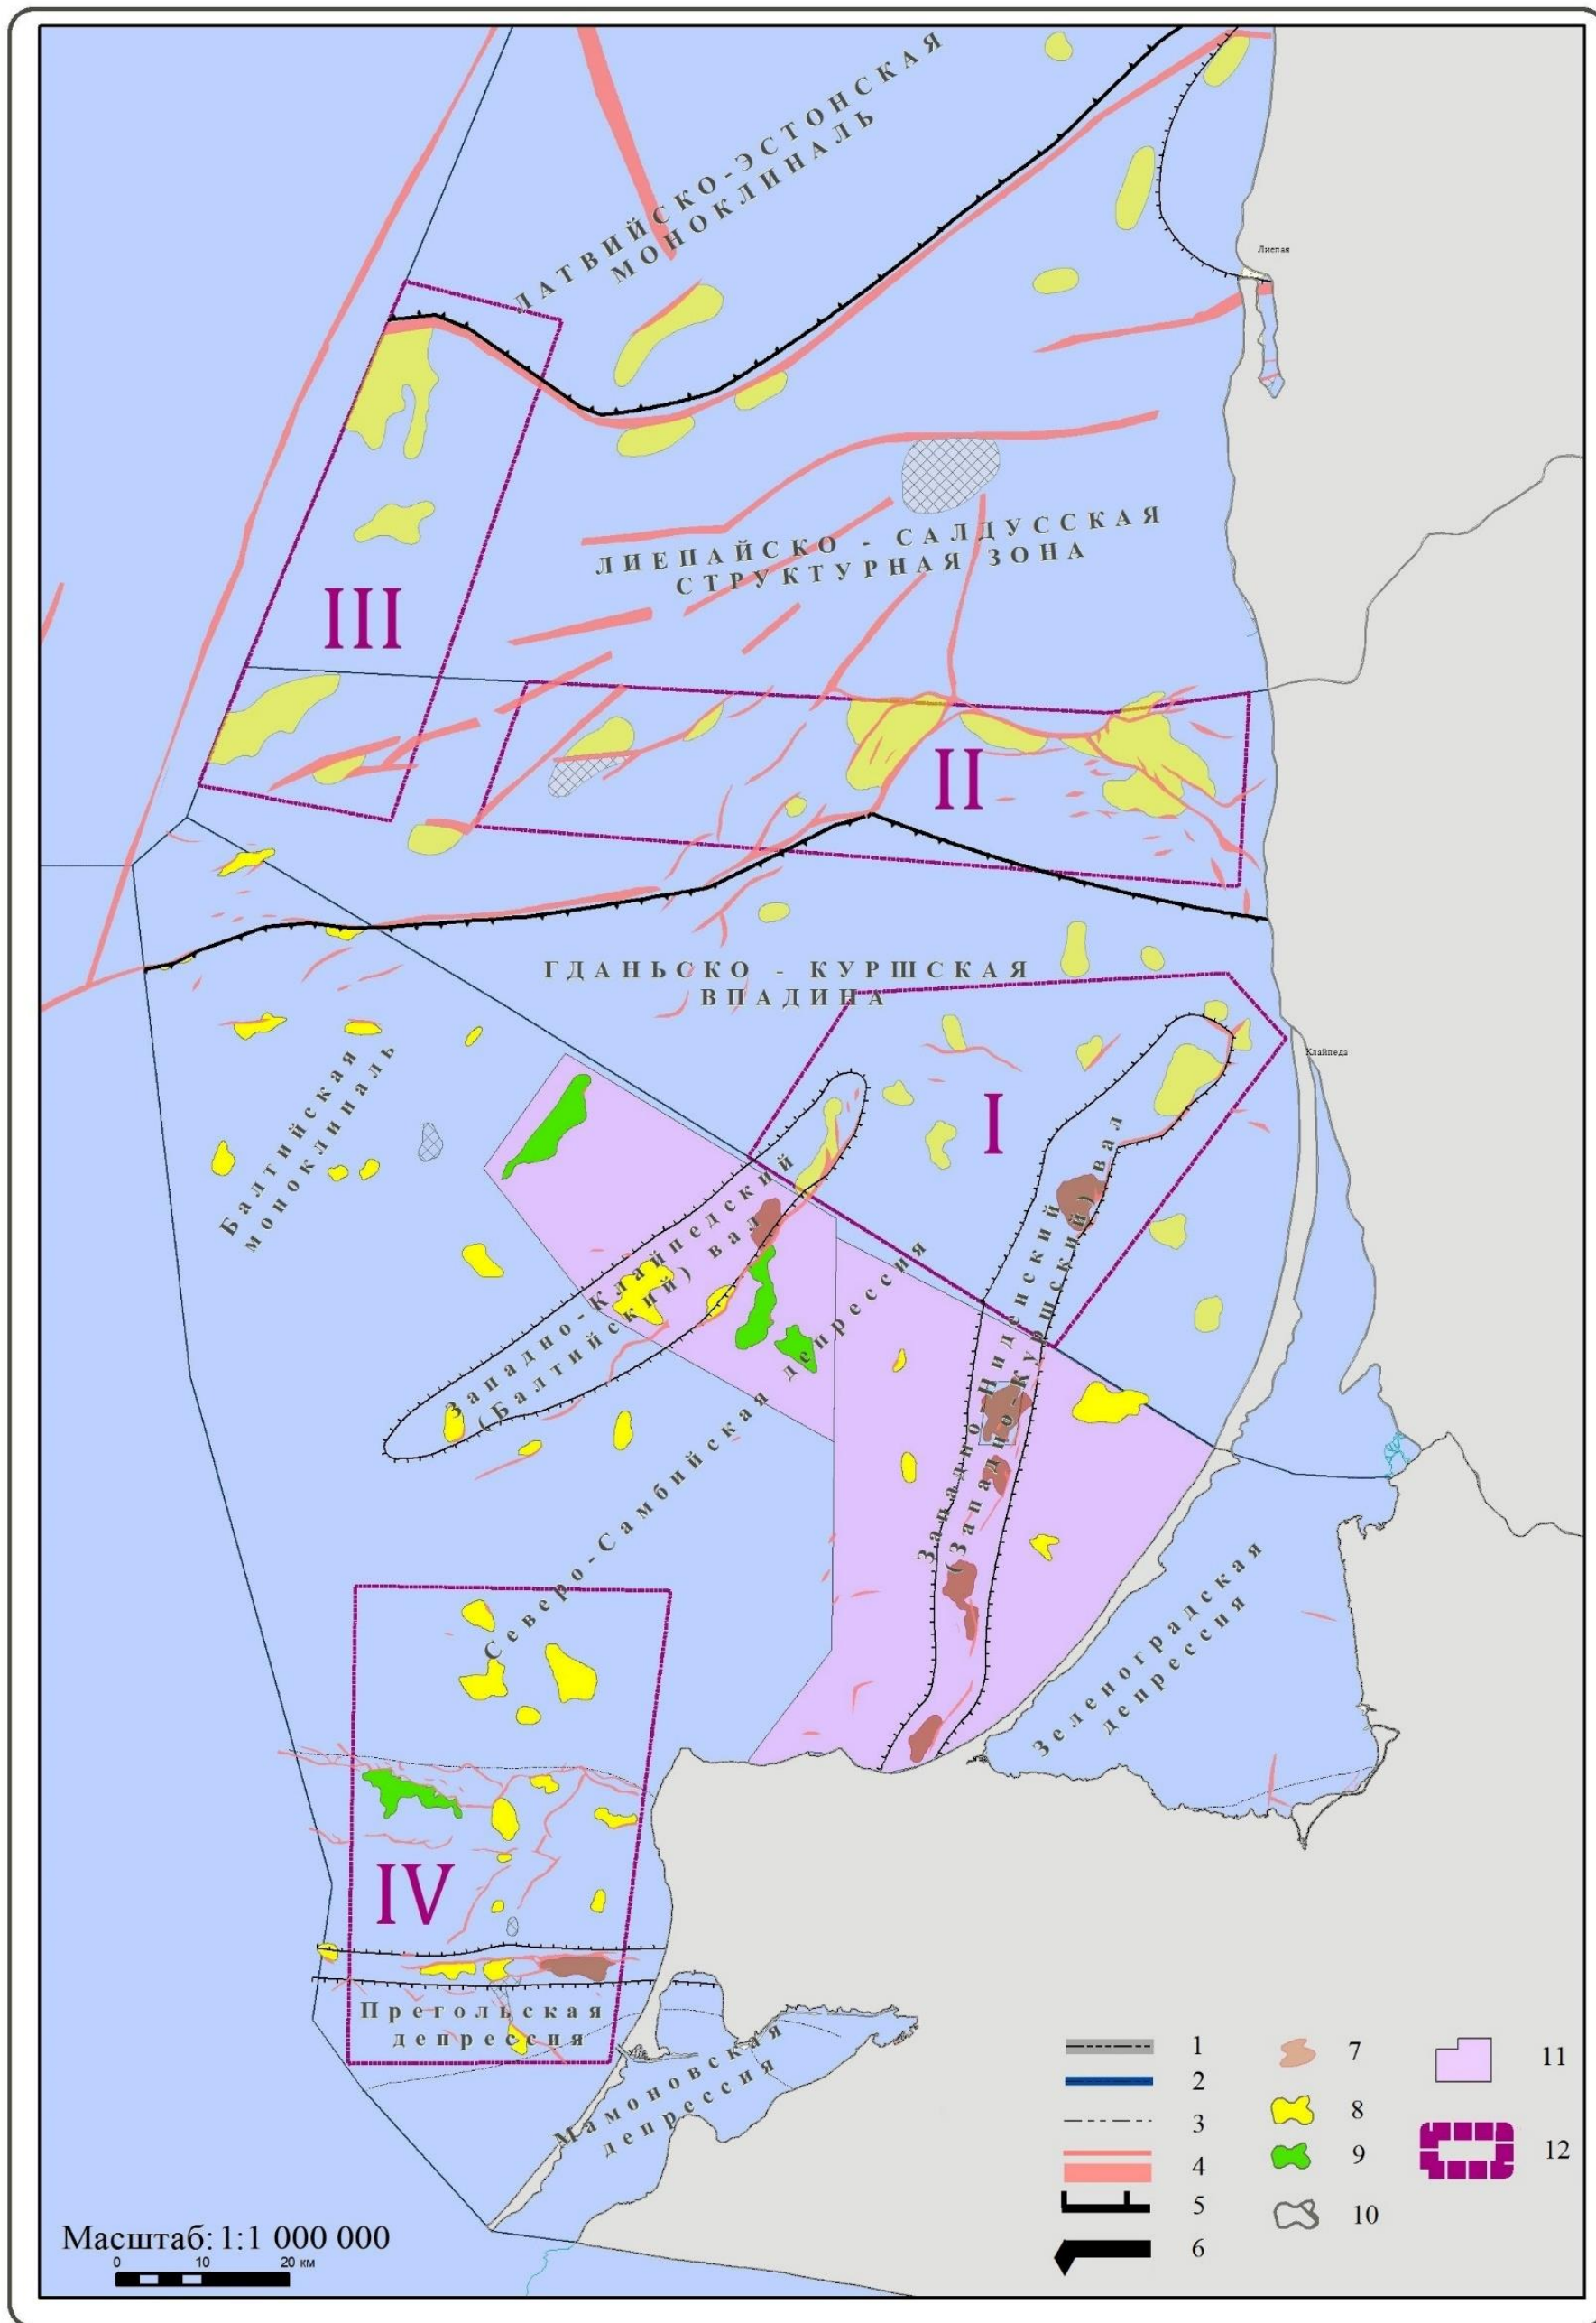 ЛАТВИЙСКО-ЭСТОНСКАЯ
МОНОКЛИНАЛЬ
Лиепая
ЛИЕПАЙСКО - САЛДУССКАЯ
СТРУКТУРНАЯ ЗОНА
III
II
ГДАНЬСКО - КУРШСКАЯ
ВПАДИНА
Клайпеда
Балтийская
моноклиналь
I
Западно-Клайпедский
(Балтийский) вал
Западно-Ниденский
(Западно-Куршский) вал
Северо-Самбийская депрессия
Зеленоградская
депрессия
IV
Прегольская
депрессия
Мамоновская
депрессия
1
2
3
4
5
6
7
8
9
10
11
12
Масштаб: 1:1 000 000
0 10 20 км